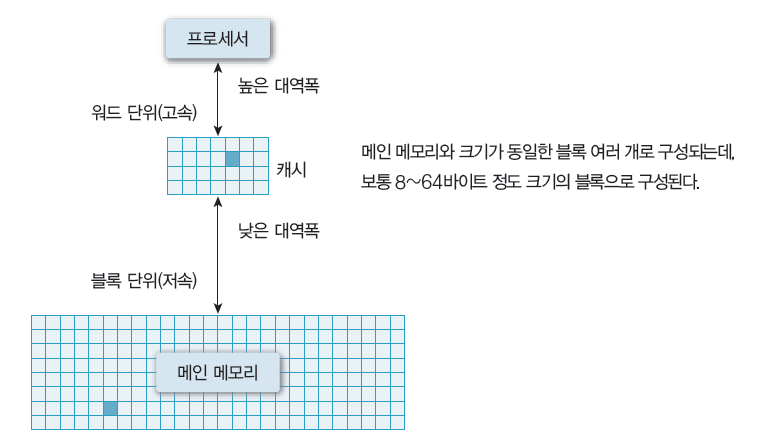 프로세서
높은 대역폭
워드 단위(고속)
캐시
메인 메모리와 크기가 동일한 블록 여러 개로 구성되는데,
보통 8~64바이트 정도 크기의 블록으로 구성된다.
낮은 대역폭
블록 단위(저속)
메인 메모리